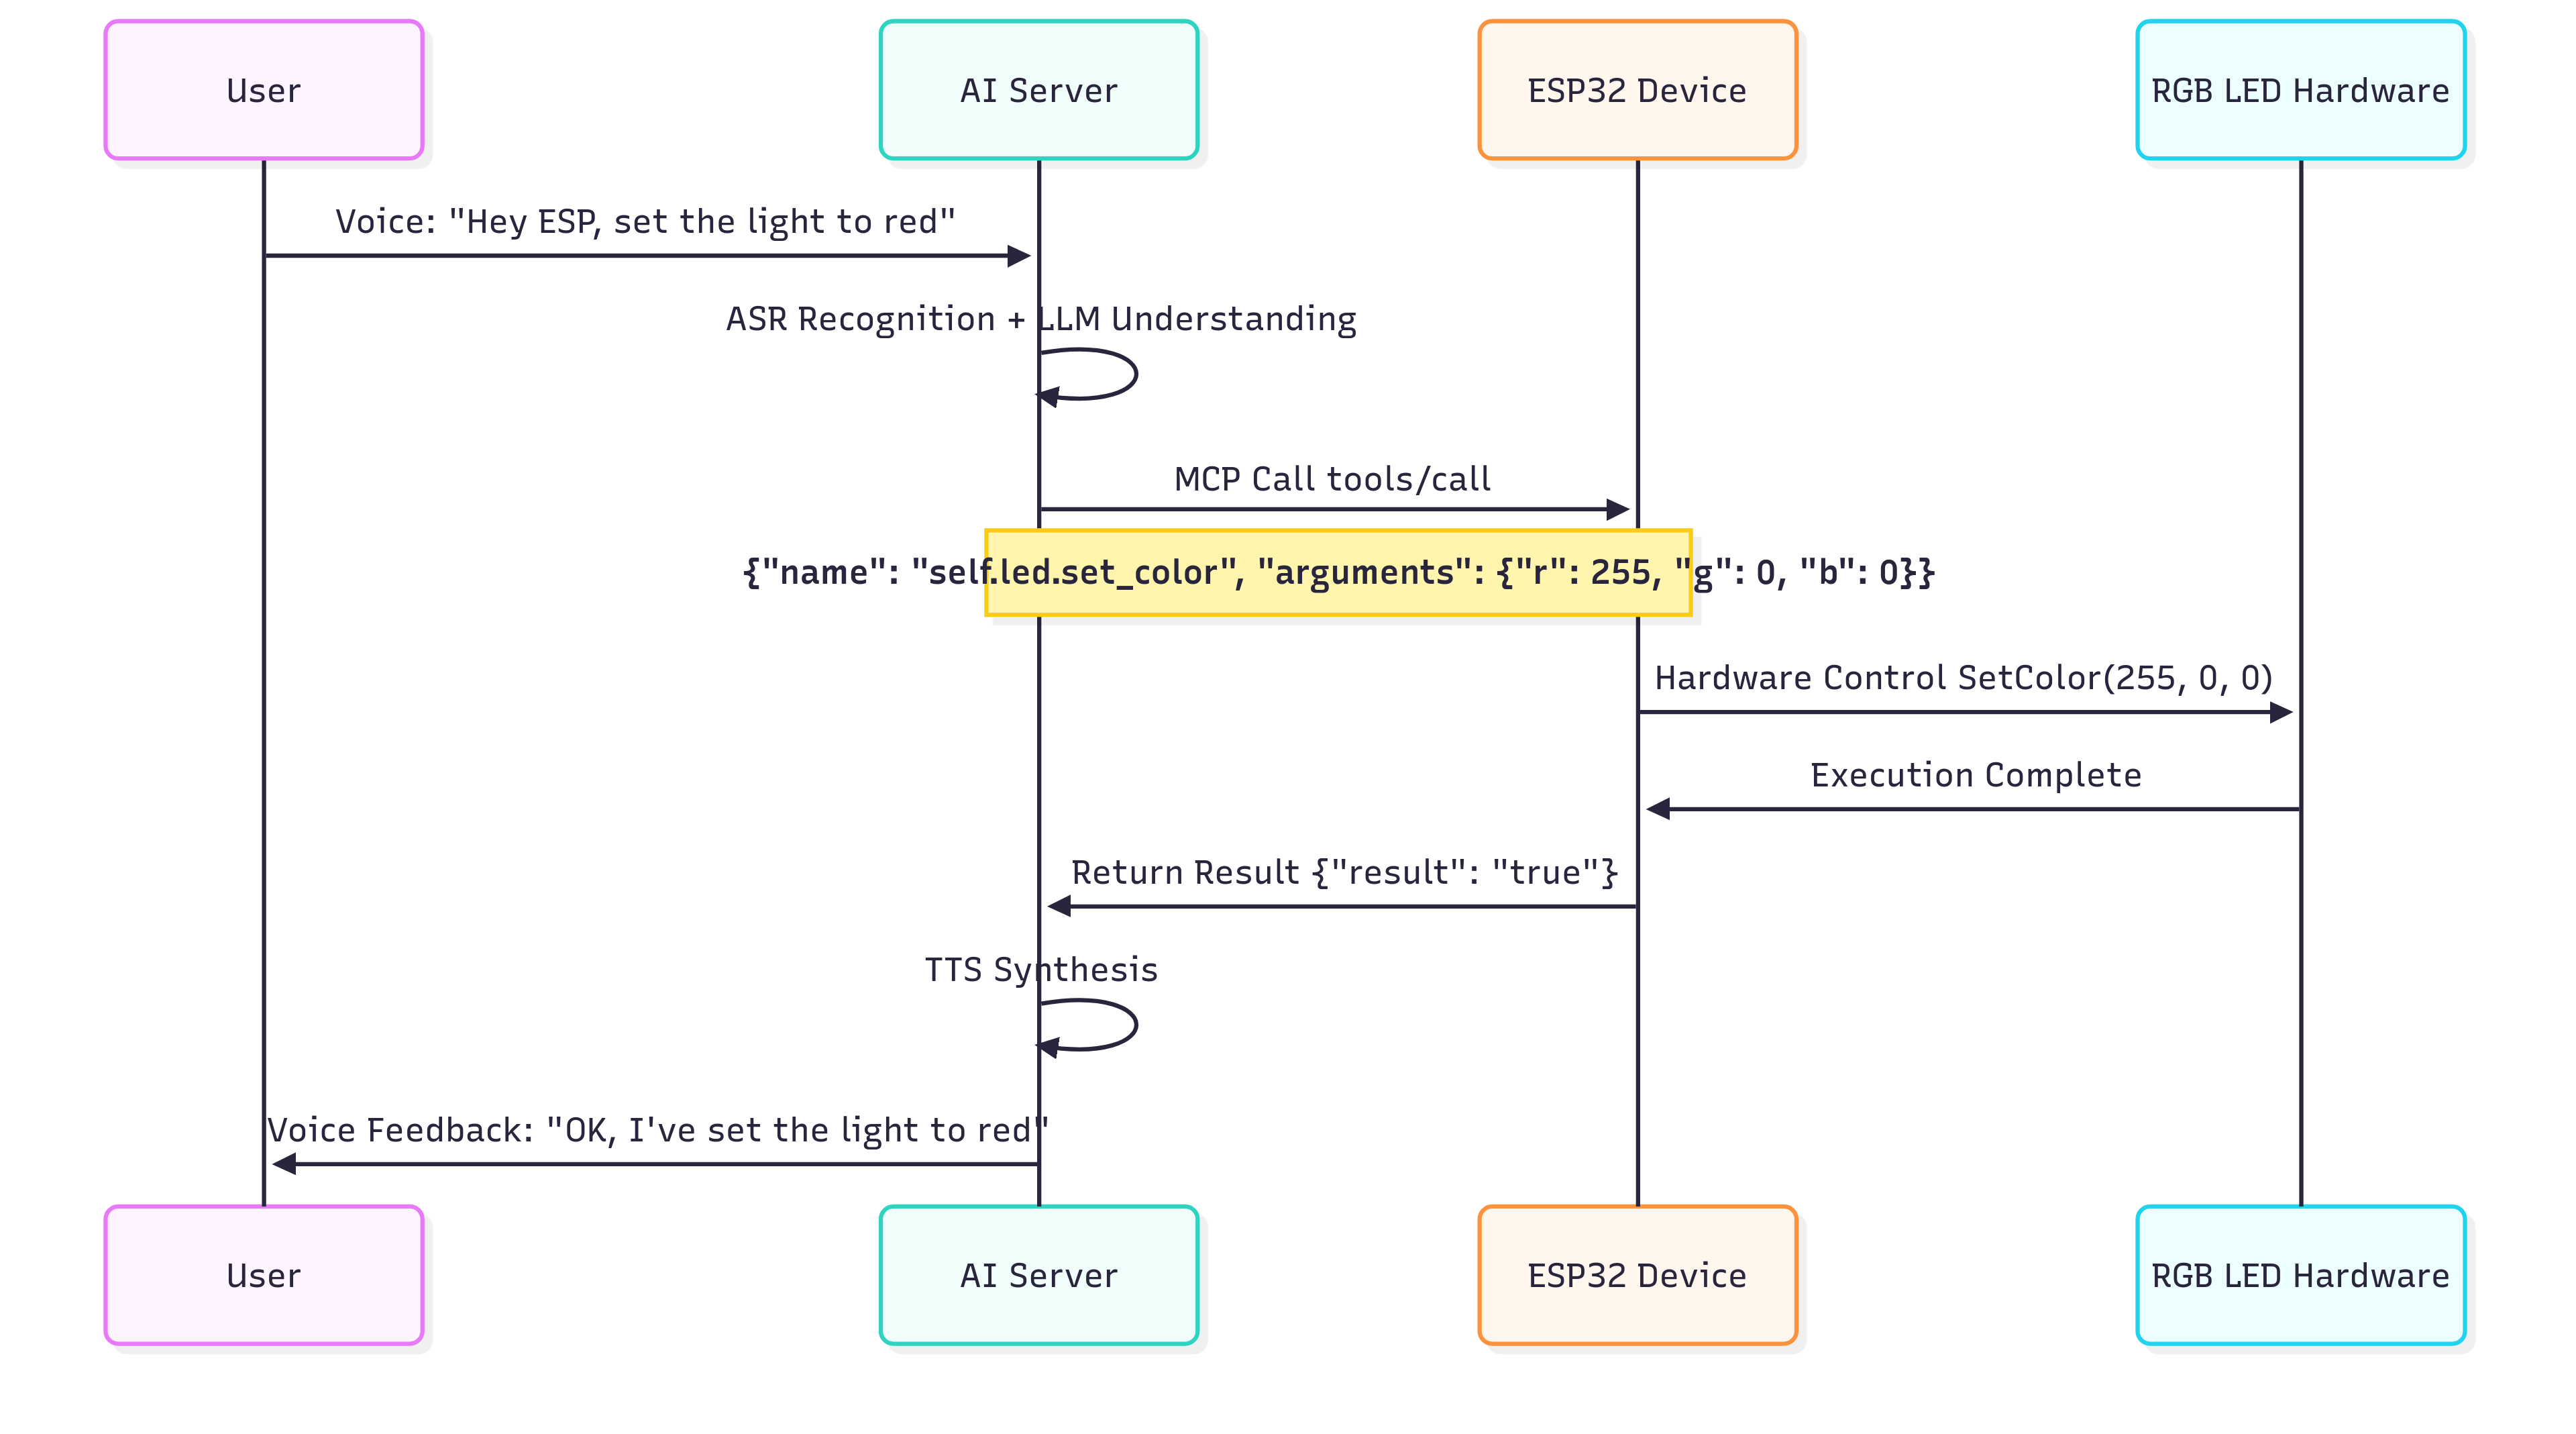 User
AI Server
ESP32 Device
RGB LED Hardware
Voice: "Hey ESP, set the light to red"
ASR Recognition + LLM Understanding
MCP Call tools/call
{"name": "self.led.set_color", "arguments": {"r": 255, "g": 0, "b": 0}}
Hardware Control SetColor(255, 0, 0)
Execution Complete
Return Result {"result": "true"}
TTS Synthesis
Voice Feedback: "OK, I've set the light to red"
User
AI Server
ESP32 Device
RGB LED Hardware